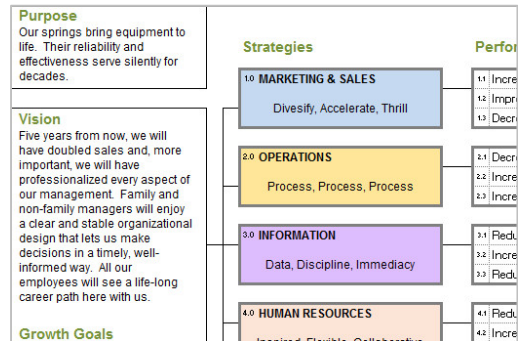 Purpose
Our springs bring equipment to
life. Their reliability and
effectiveness serve silently for
decades.
Vision
Five years from now, we will
have doubled sales and, more
important, we will have
professionalized every aspect of
our management. Family and
non-family managers will enjoy
a clear and stable organizational
design that lets us make
decisions in a timely, well-
informed way. All our
employees will see a life-long
career path here with us.
Growth Goals
Strategies
1.0 MARKETING & SALES
Divesify, Accelerate, Thrill
2.0 OPERATIONS
Process, Process, Process
3.0 INFORMATION
Data, Discipline, Immediacy
4.0 HUMAN RESOURCES
Inspired, Flexible, Collaborative
Perfor
1.1 Incre
1.2 Impr
1.3 Decr
2.1 Decr
2.2 Incre
2.3 Incre
3.1 Redu
3.2 Incre
3.3 Redu
4.1 Redu
4.2 Incre